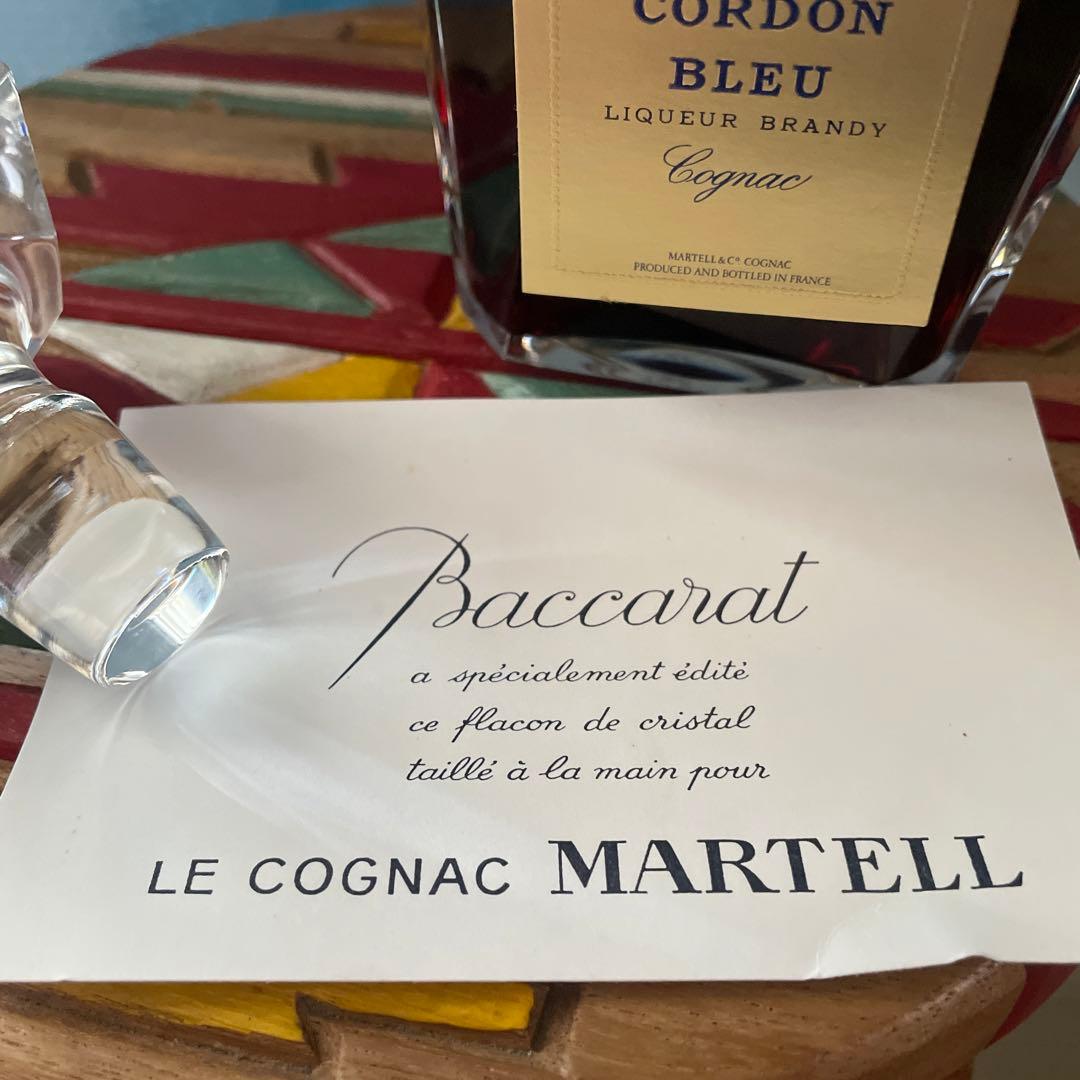 CORDON
BLEU
LIQUEUR BRANDY
Cognac
MARTELL & Cº. COGNAC
PRODUCED AND BOTTLED IN FRANCE
Baccarat
a spécialement édité
ce flacon de cristal
taillé à la main pour
LE COGNAC MARTELL